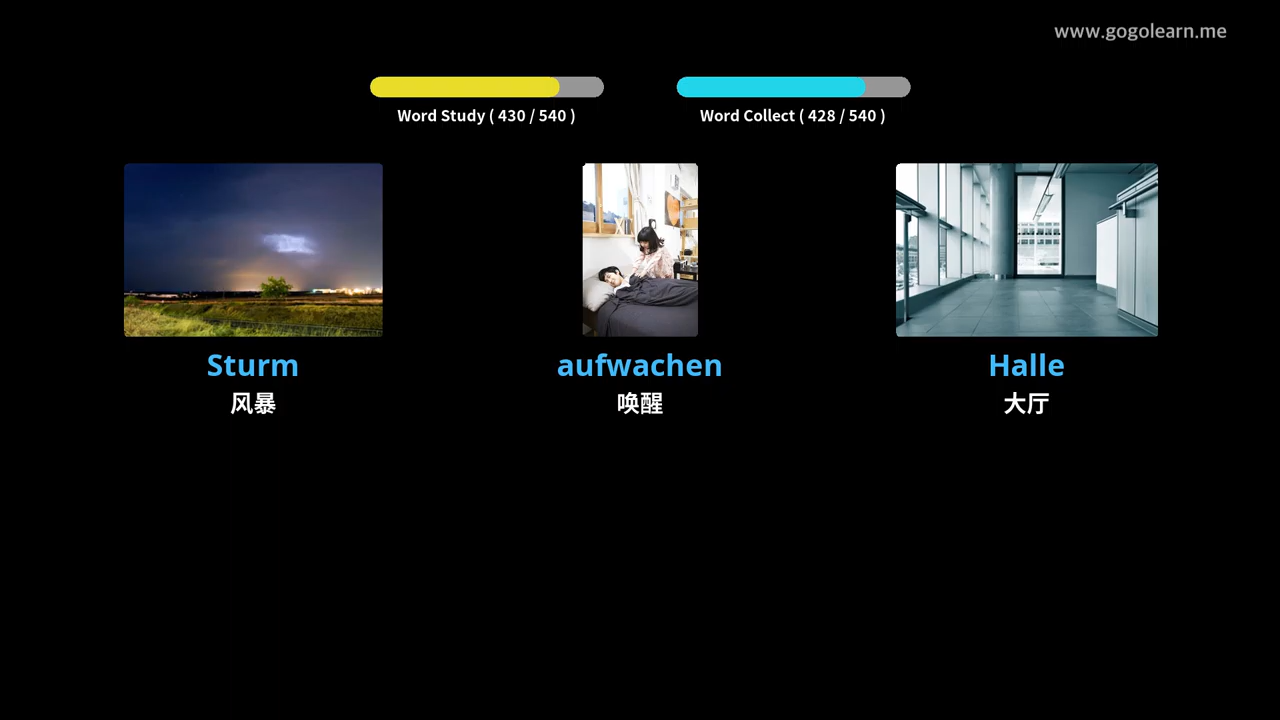 www.gogolearn.me
Word Study ( 430 / 540 )
Word Collect ( 428 / 540 )
Sturm
风暴
aufwachen
唤醒
Halle
大厅